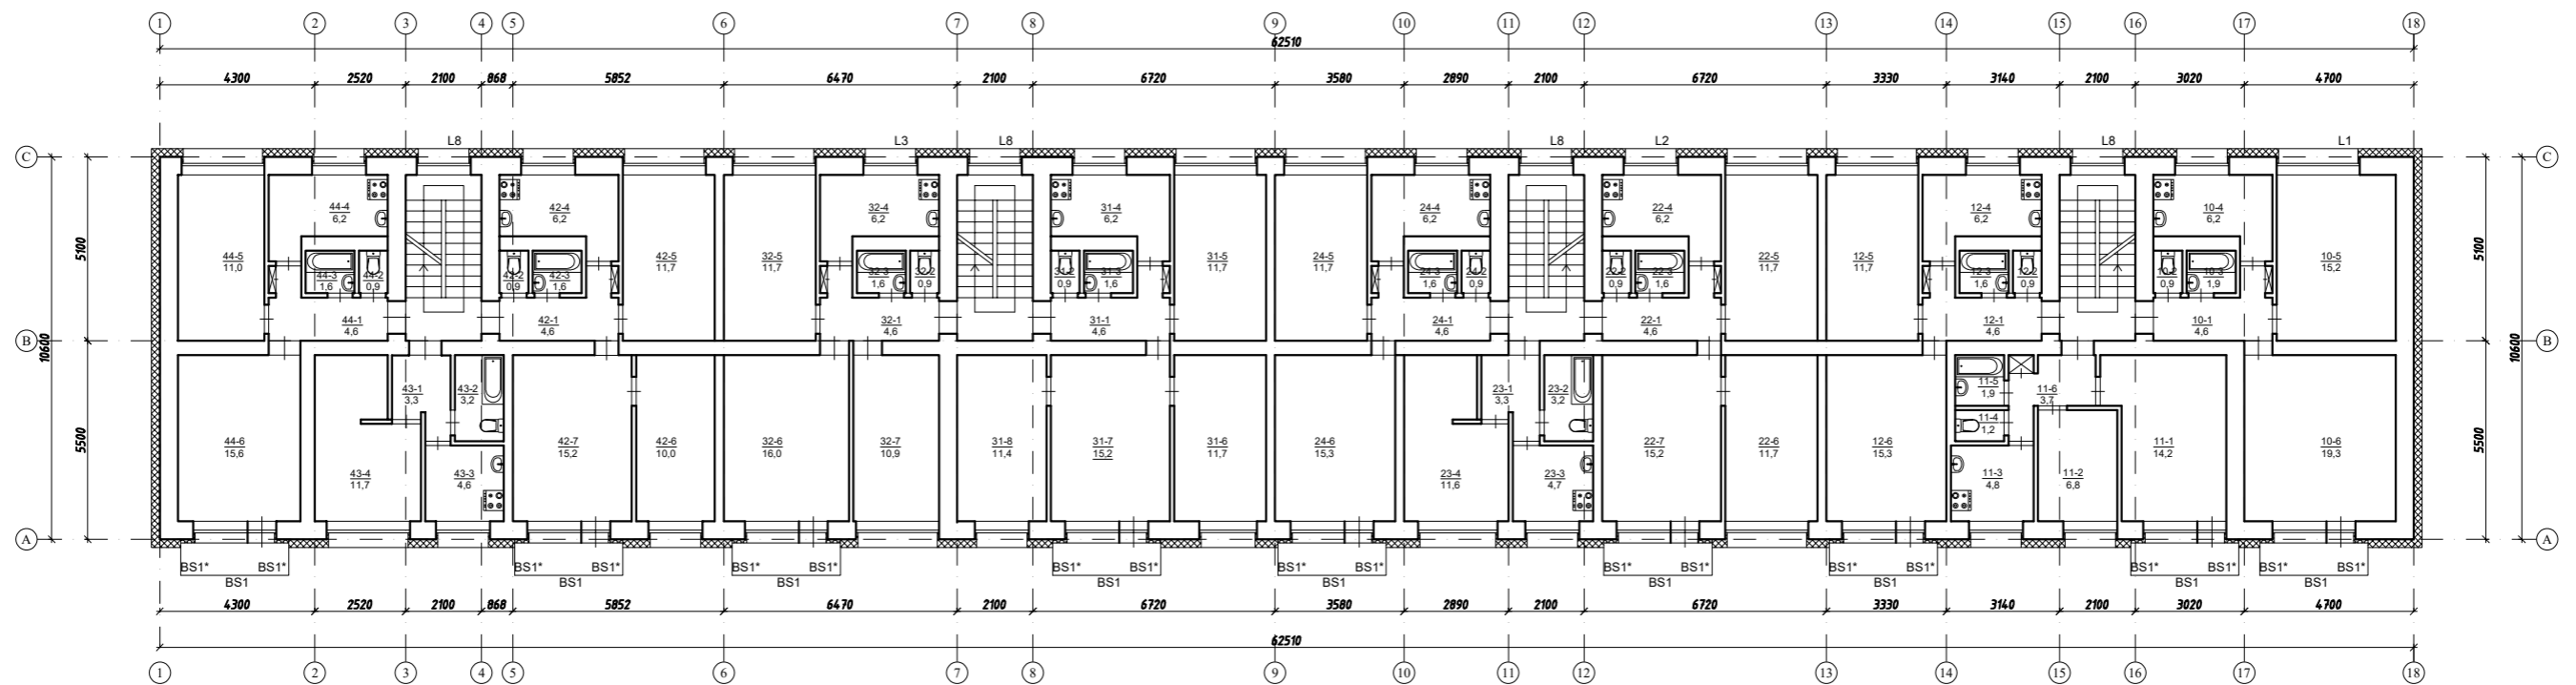 1 2 3 4 5 6 7 8 9 10 11 12 13 14 15 16 17 18
62510
4300 2520 2100 868 5852 6470 2100 6720 3580 2890 2100 6720 3330 3140 2100 3020 4700
L8 L3 L8 L8 L2 L8 L1
C C
44-4 42-4 32-4 31-4 24-4 22-4 12-4 10-4
6,2 6,2 6,2 6,2 6,2 6,2 6,2 6,2
5100 5100
44-5 42-5 32-5 31-5 24-5 22-5 12-5 10-5
11,0 11,7 11,7 11,7 11,7 11,7 11,7 15,2
44-3 44-2 42-2 42-3 32-3 32-2 31-2 31-3 24-3 24-2 22-2 22-3 12-3 12-2 10-2 10-3
1,6 0,9 0,9 1,6 1,6 0,9 0,9 1,6 1,6 0,9 0,9 1,6 1,6 0,9 0,9 1,9
44-1 42-1 32-1 31-1 24-1 22-1 12-1 10-1
4,6 4,6 4,6 4,6 4,6 4,6 4,6 4,6
B B
10600 10600
43-1 43-2 23-1 23-2 11-5 11-6
3,3 3,2 3,3 3,2 1,9 3,7
11-4
1,2
5500 5500
44-6 42-7 42-6 32-6 32-7 31-8 31-7 31-6 24-6 22-7 22-6 12-6 11-1 10-6
15,6 15,2 10,0 16,0 10,9 11,4 15,2 11,7 15,3 15,2 11,7 15,3 14,2 19,3
43-4 43-3 23-4 23-3 11-3 11-2
11,7 4,6 11,6 4,7 4,8 6,8
A A
BS1* BS1* BS1* BS1* BS1* BS1* BS1* BS1* BS1* BS1* BS1* BS1* BS1* BS1* BS1* BS1* BS1* BS1*
BS1 BS1 BS1 BS1 BS1 BS1 BS1 BS1 BS1
4300 2520 2100 868 5852 6470 2100 6720 3580 2890 2100 6720 3330 3140 2100 3020 4700
62510
1 2 3 4 5 6 7 8 9 10 11 12 13 14 15 16 17 18